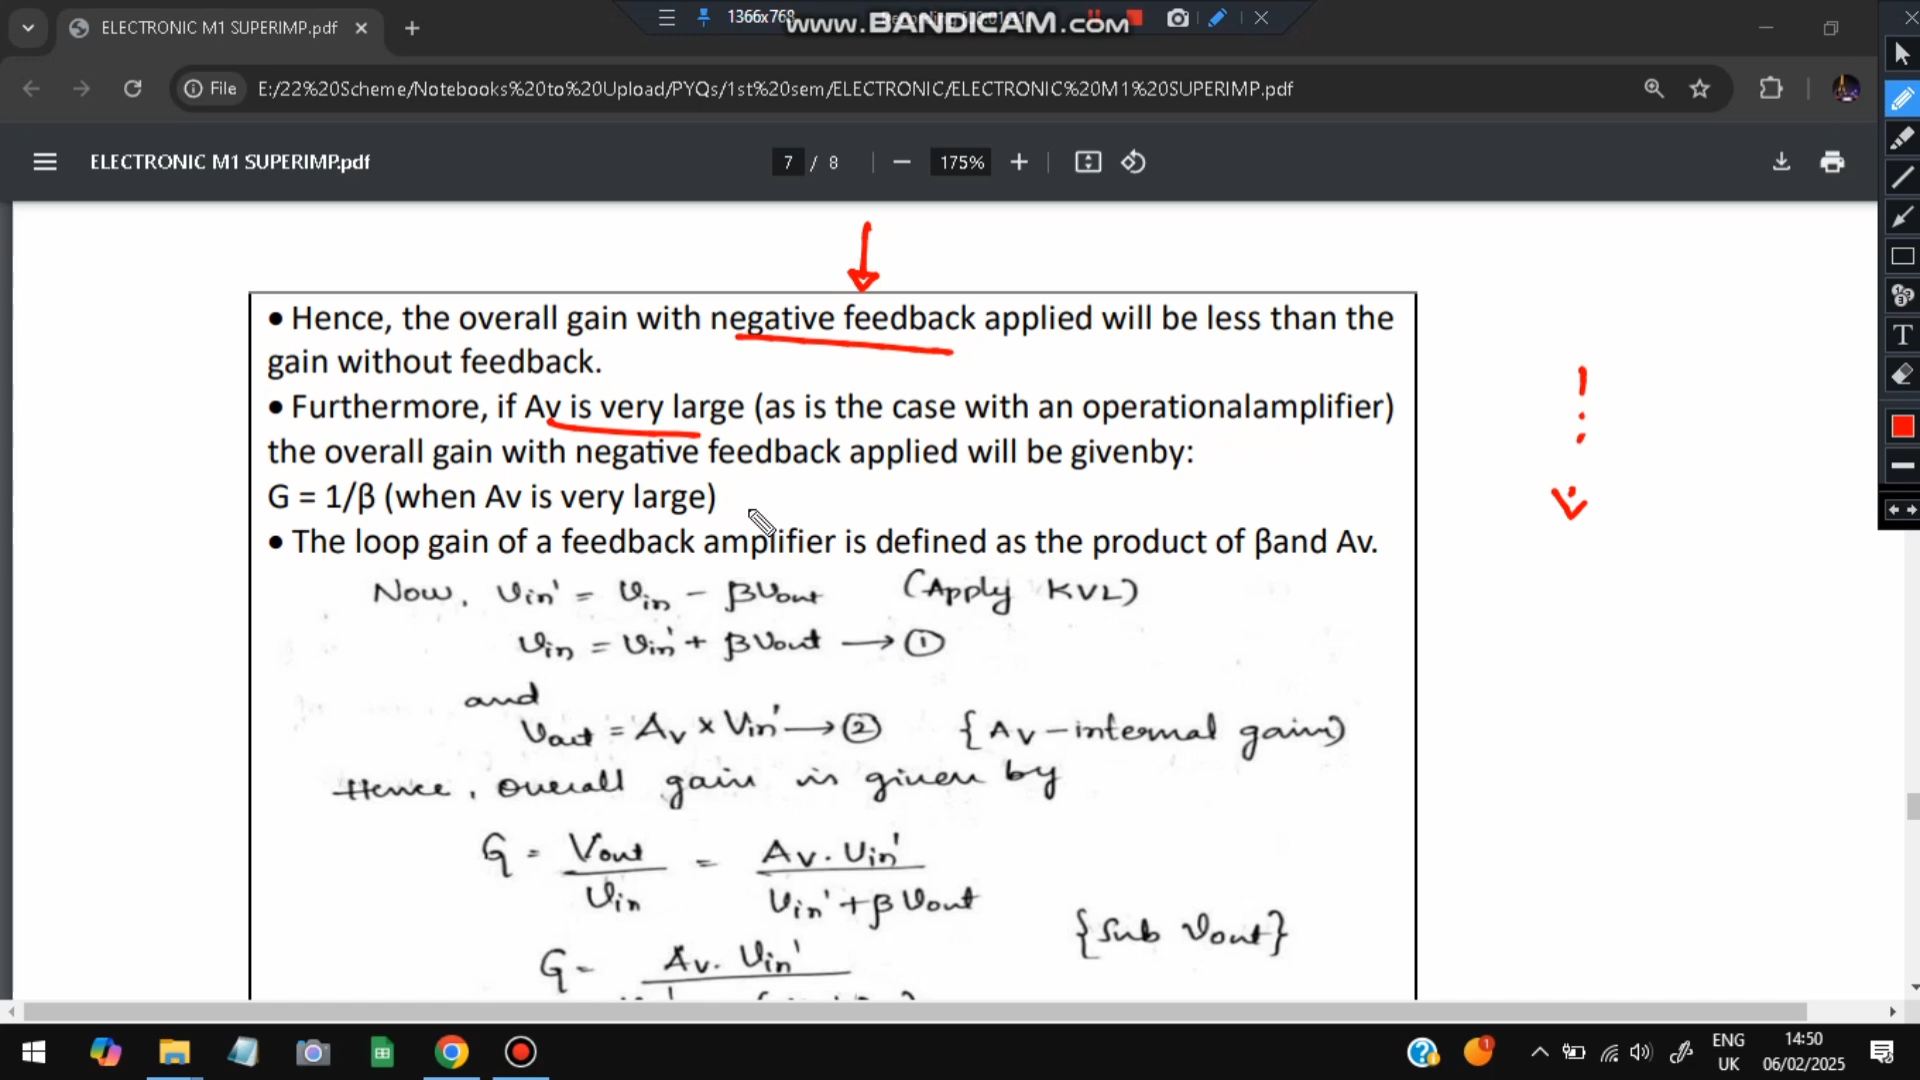 ELECTRONIC M1 SUPERIMP.pdf
1366x768
www.BANDICAM.com
File
E:/22%20Scheme/Notebooks%20to%20Upload/PYQs/1st%20sem/ELECTRONIC/ELECTRONIC%20M1%20SUPERIMP.pdf
ELECTRONIC M1 SUPERIMP.pdf
7 / 8
175%
• Hence, the overall gain with negative feedback applied will be less than the
gain without feedback.
• Furthermore, if Av is very large (as is the case with an operationalamplifier)
the overall gain with negative feedback applied will be givenby:
G = 1/β (when Av is very large)
• The loop gain of a feedback amplifier is defined as the product of βand Av.
Now, Vin' = Vin - βVout (Apply KVL)
Vin = Vin' + βVout → ①
and
Vout = Av x Vin' → ② {Av - internal gain}
Hence, overall gain is given by
G = Vout / Vin = Av. Vin' / Vin' + βVout
{Sub Vout}
G = Av. Vin'
T
ENG
UK
14:50
06/02/2025